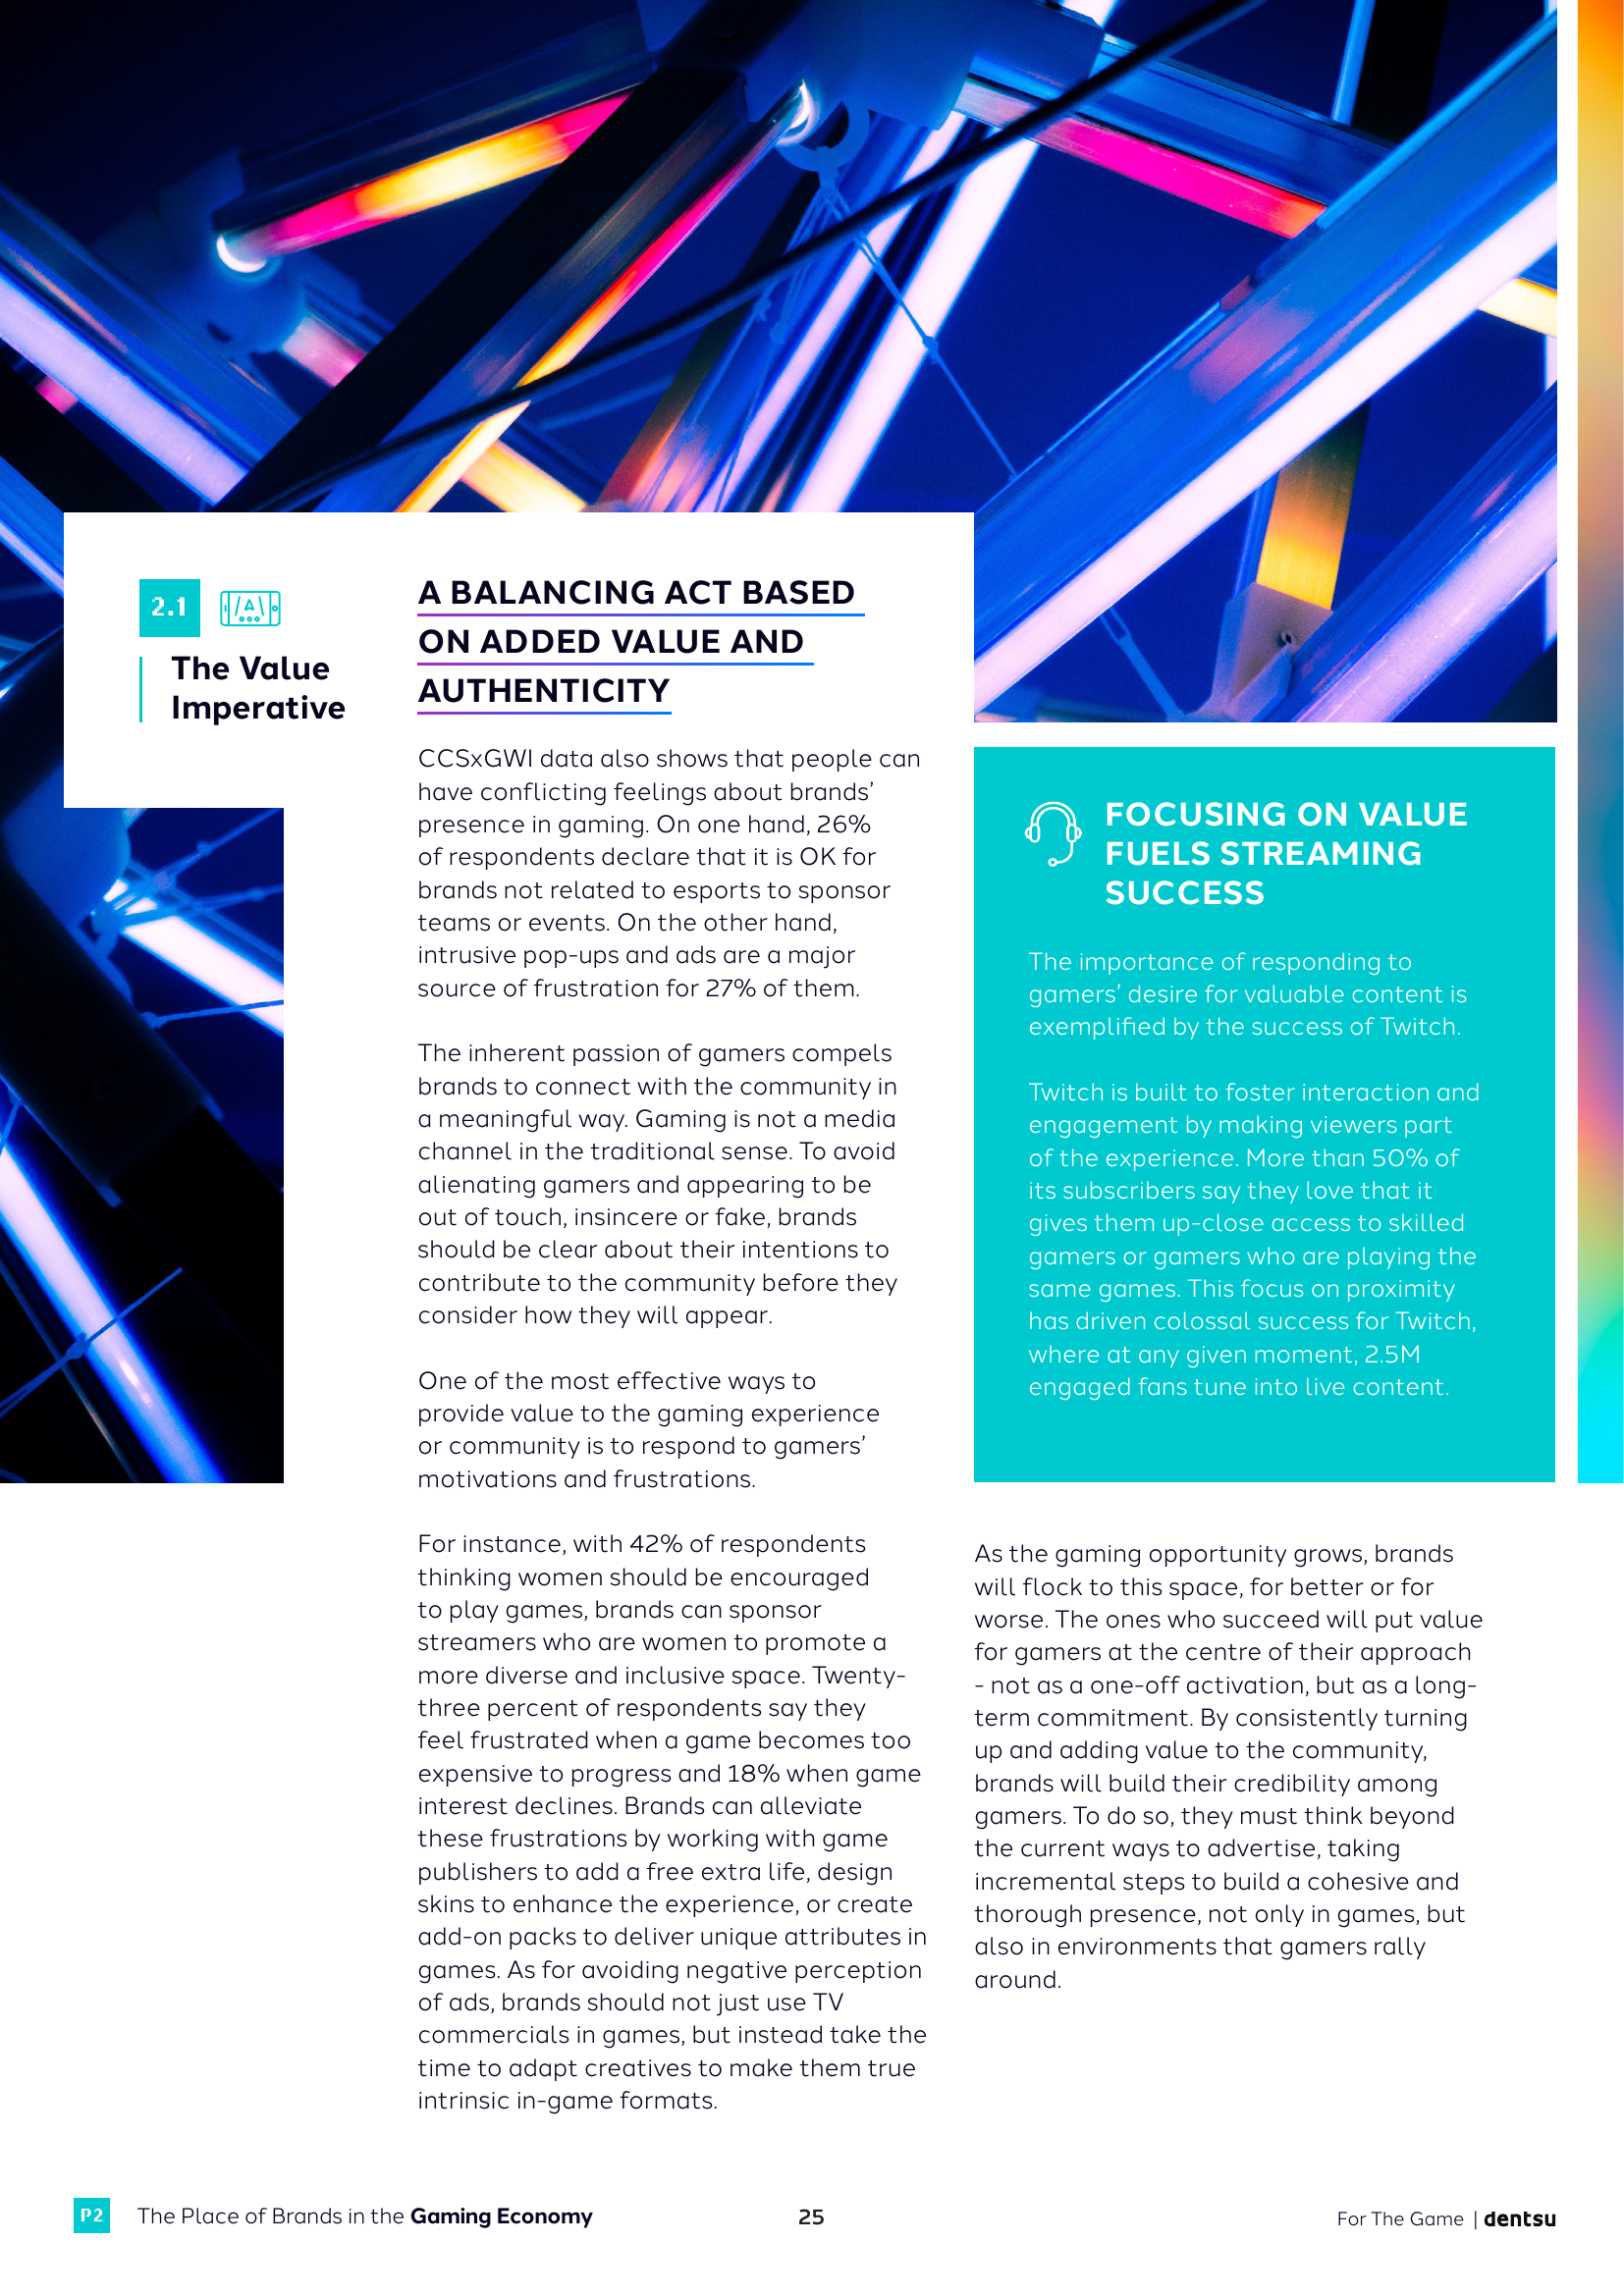 2.1
The Value
Imperative
A BALANCING ACT BASED
ON ADDED VALUE AND
AUTHENTICITY
CCSxGWI data also shows that people can
have conflicting feelings about brands’
presence in gaming. On one hand, 26%
of respondents declare that it is OK for
brands not related to esports to sponsor
teams or events. On the other hand,
intrusive pop-ups and ads are a major
source of frustration for 27% of them.
The inherent passion of gamers compels
brands to connect with the community in
a meaningful way. Gaming is not a media
channel in the traditional sense. To avoid
alienating gamers and appearing to be
out of touch, insincere or fake, brands
should be clear about their intentions to
contribute to the community before they
consider how they will appear.
One of the most effective ways to
provide value to the gaming experience
or community is to respond to gamers’
motivations and frustrations.
For instance, with 42% of respondents
thinking women should be encouraged
to play games, brands can sponsor
streamers who are women to promote a
more diverse and inclusive space. Twenty-
three percent of respondents say they
feel frustrated when a game becomes too
expensive to progress and 18% when game
interest declines. Brands can alleviate
these frustrations by working with game
publishers to add a free extra life, design
skins to enhance the experience, or create
add-on packs to deliver unique attributes in
games. As for avoiding negative perception
of ads, brands should not just use TV
commercials in games, but instead take the
time to adapt creatives to make them true
intrinsic in-game formats.
FOCUSING ON VALUE
FUELS STREAMING
SUCCESS
The importance of responding to
gamers’ desire for valuable content is
exemplified by the success of Twitch.
Twitch is built to foster interaction and
engagement by making viewers part
of the experience. More than 50% of
its subscribers say they love that it
gives them up-close access to skilled
gamers or gamers who are playing the
same games. This focus on proximity
has driven colossal success for Twitch,
where at any given moment, 2.5M
engaged fans tune into live content.
As the gaming opportunity grows, brands
will flock to this space, for better or for
worse. The ones who succeed will put value
for gamers at the centre of their approach
- not as a one-off activation, but as a long-
term commitment. By consistently turning
up and adding value to the community,
brands will build their credibility among
gamers. To do so, they must think beyond
the current ways to advertise, taking
incremental steps to build a cohesive and
thorough presence, not only in games, but
also in environments that gamers rally
around.
P2 The Place of Brands in the Gaming Economy
25
For The Game | dentsu